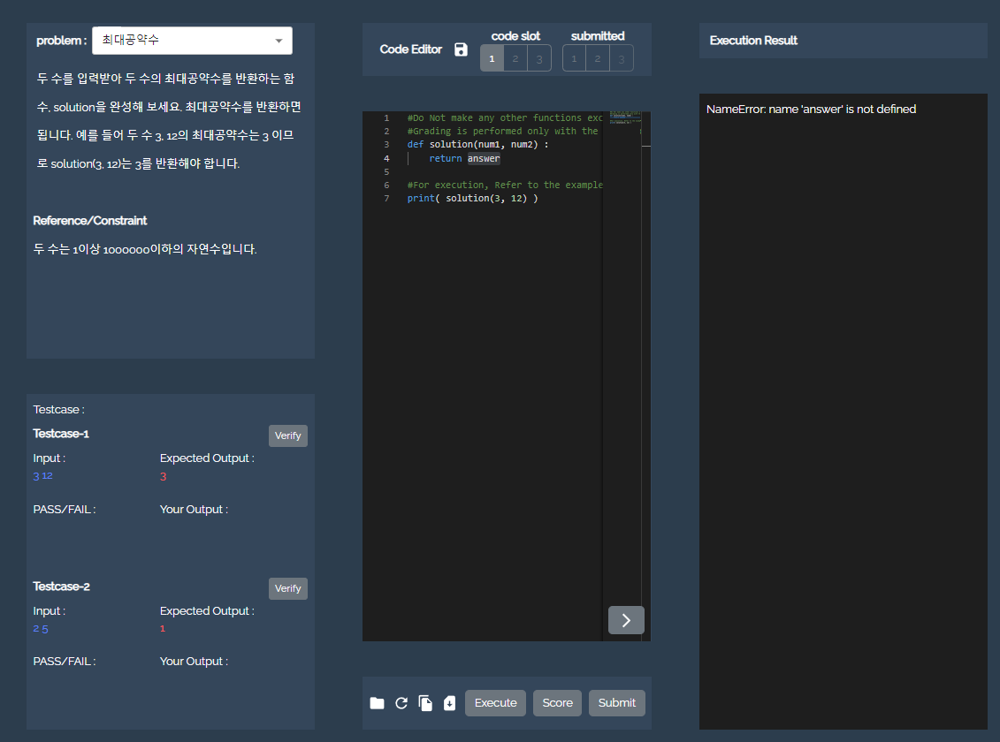 problem : 최대공약수
두 수를 입력받아 두 수의 최대공약수를 반환하는 함
수, solution을 완성해 보세요. 최대공약수를 반환하면
됩니다. 예를 들어 두 수 3, 12의 최대공약수는 3 이므
로 solution(3, 12)는 3를 반환해야 합니다.
Reference/Constraint
두 수는 1이상 1000000이하의 자연수입니다.
Testcase :
Testcase-1
Verify
Input :
Expected Output :
3 12
3
PASS/FAIL :
Your Output :
Testcase-2
Verify
Input :
Expected Output :
2 5
1
PASS/FAIL :
Your Output :
Code Editor
code slot
submitted
1 2 3
1 2 3
1 #Do Not make any other functions exc
2 #Grading is performed only with the
3 def solution(num1, num2) :
4 return answer
5
6 #For execution, Refer to the example
7 print( solution(3, 12) )
Execute
Score
Submit
Execution Result
NameError: name 'answer' is not defined